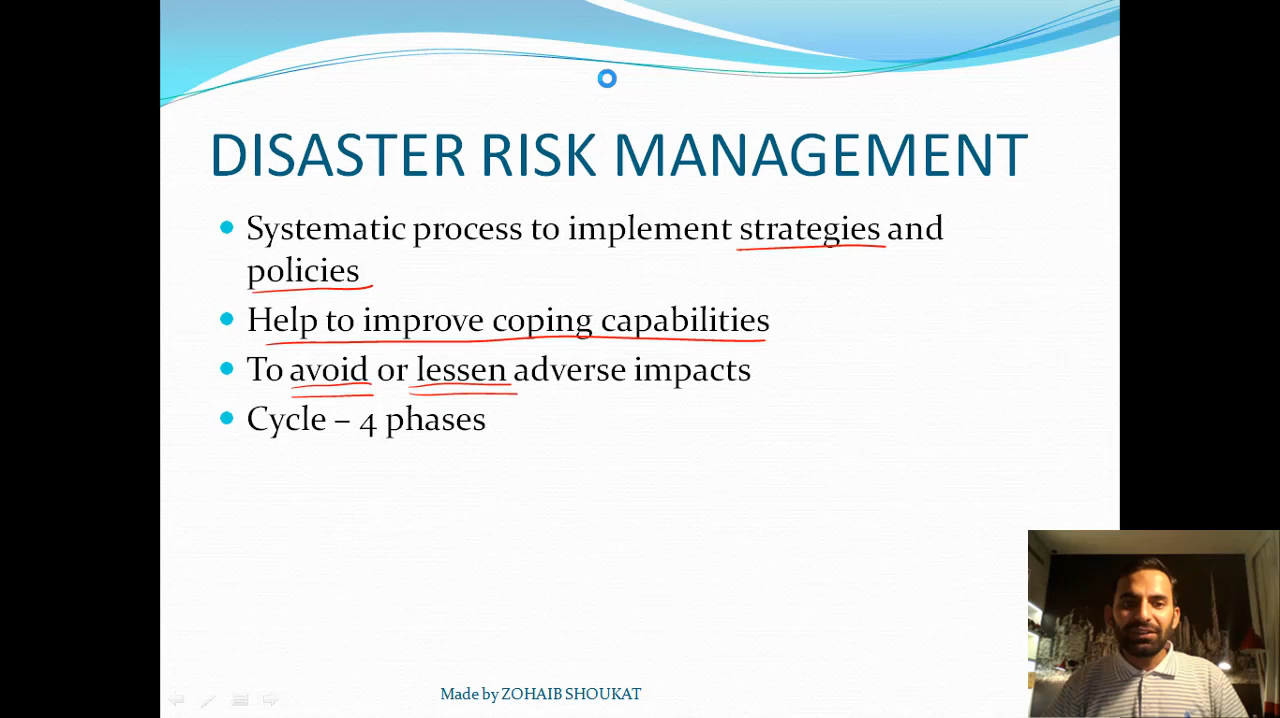 DISASTER RISK MANAGEMENT
• Systematic process to implement strategies and
policies
• Help to improve coping capabilities
• To avoid or lessen adverse impacts
• Cycle – 4 phases
Made by ZOHAIB SHOUKAT